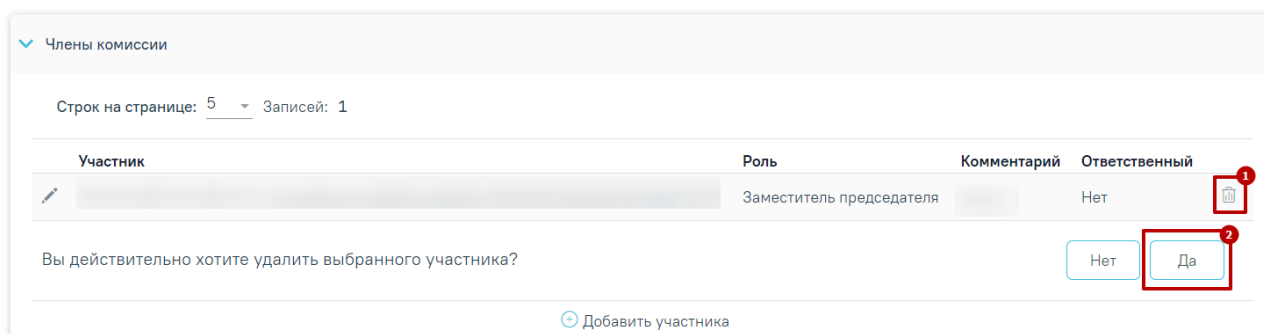 Члены комиссии
Строк на странице: 5 Записей: 1
Участник Роль Комментарий Ответственный
1
Заместитель председателя Нет
2
Вы действительно хотите удалить выбранного участника? Нет Да
Добавить участника